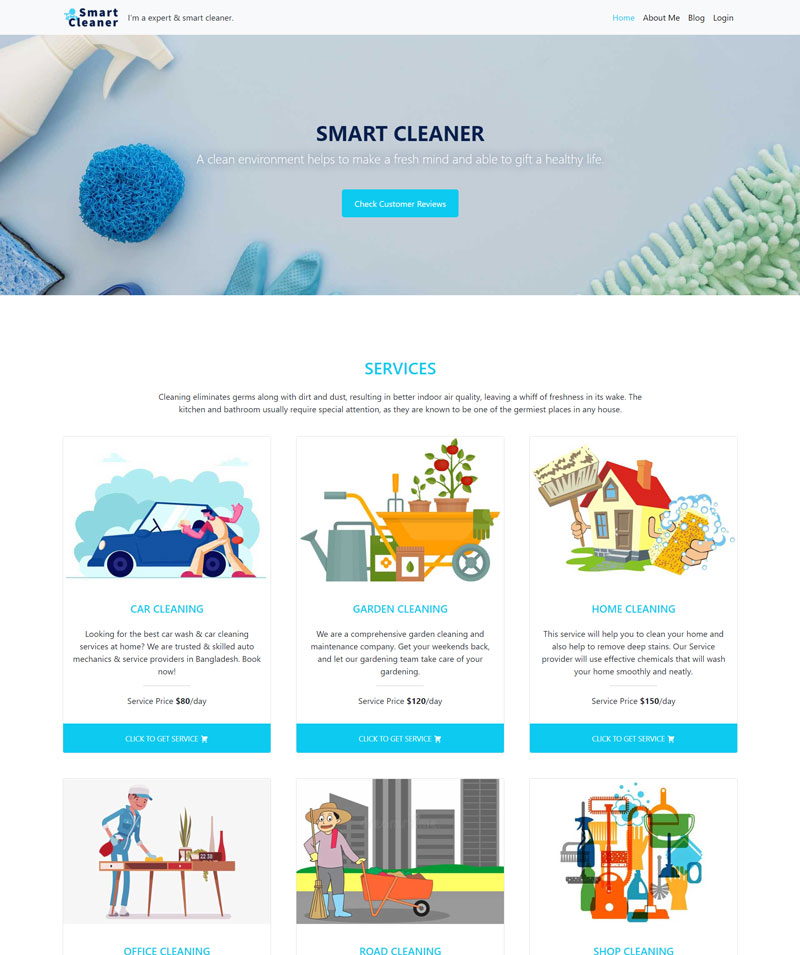 Smart
Cleaner
I'm a expert & smart cleaner.
Home About Me Blog Login
SMART CLEANER
A clean environment helps to make a fresh mind and able to gift a healthy life.
Check Customer Reviews
SERVICES
Cleaning eliminates germs along with dirt and dust, resulting in better indoor air quality, leaving a whiff of freshness in its wake. The
kitchen and bathroom usually require special attention, as they are known to be one of the germiest places in any house.
CAR CLEANING
Looking for the best car wash & car cleaning
services at home? We are trusted & skilled auto
mechanics & service providers in Bangladesh. Book
now!
Service Price $80/day
CLICK TO GET SERVICE
GARDEN CLEANING
We are a comprehensive garden cleaning and
maintenance company. Get your weekends back,
and let our gardening team take care of your
gardening.
Service Price $120/day
CLICK TO GET SERVICE
HOME CLEANING
This service will help you to clean your home and
also help to remove deep stains. Our Service
provider will use effective chemicals that will wash
your home smoothly and neatly.
Service Price $150/day
CLICK TO GET SERVICE
22:38
OFFICE CLEANING
ROAD CLEANING
SHOP CLEANING